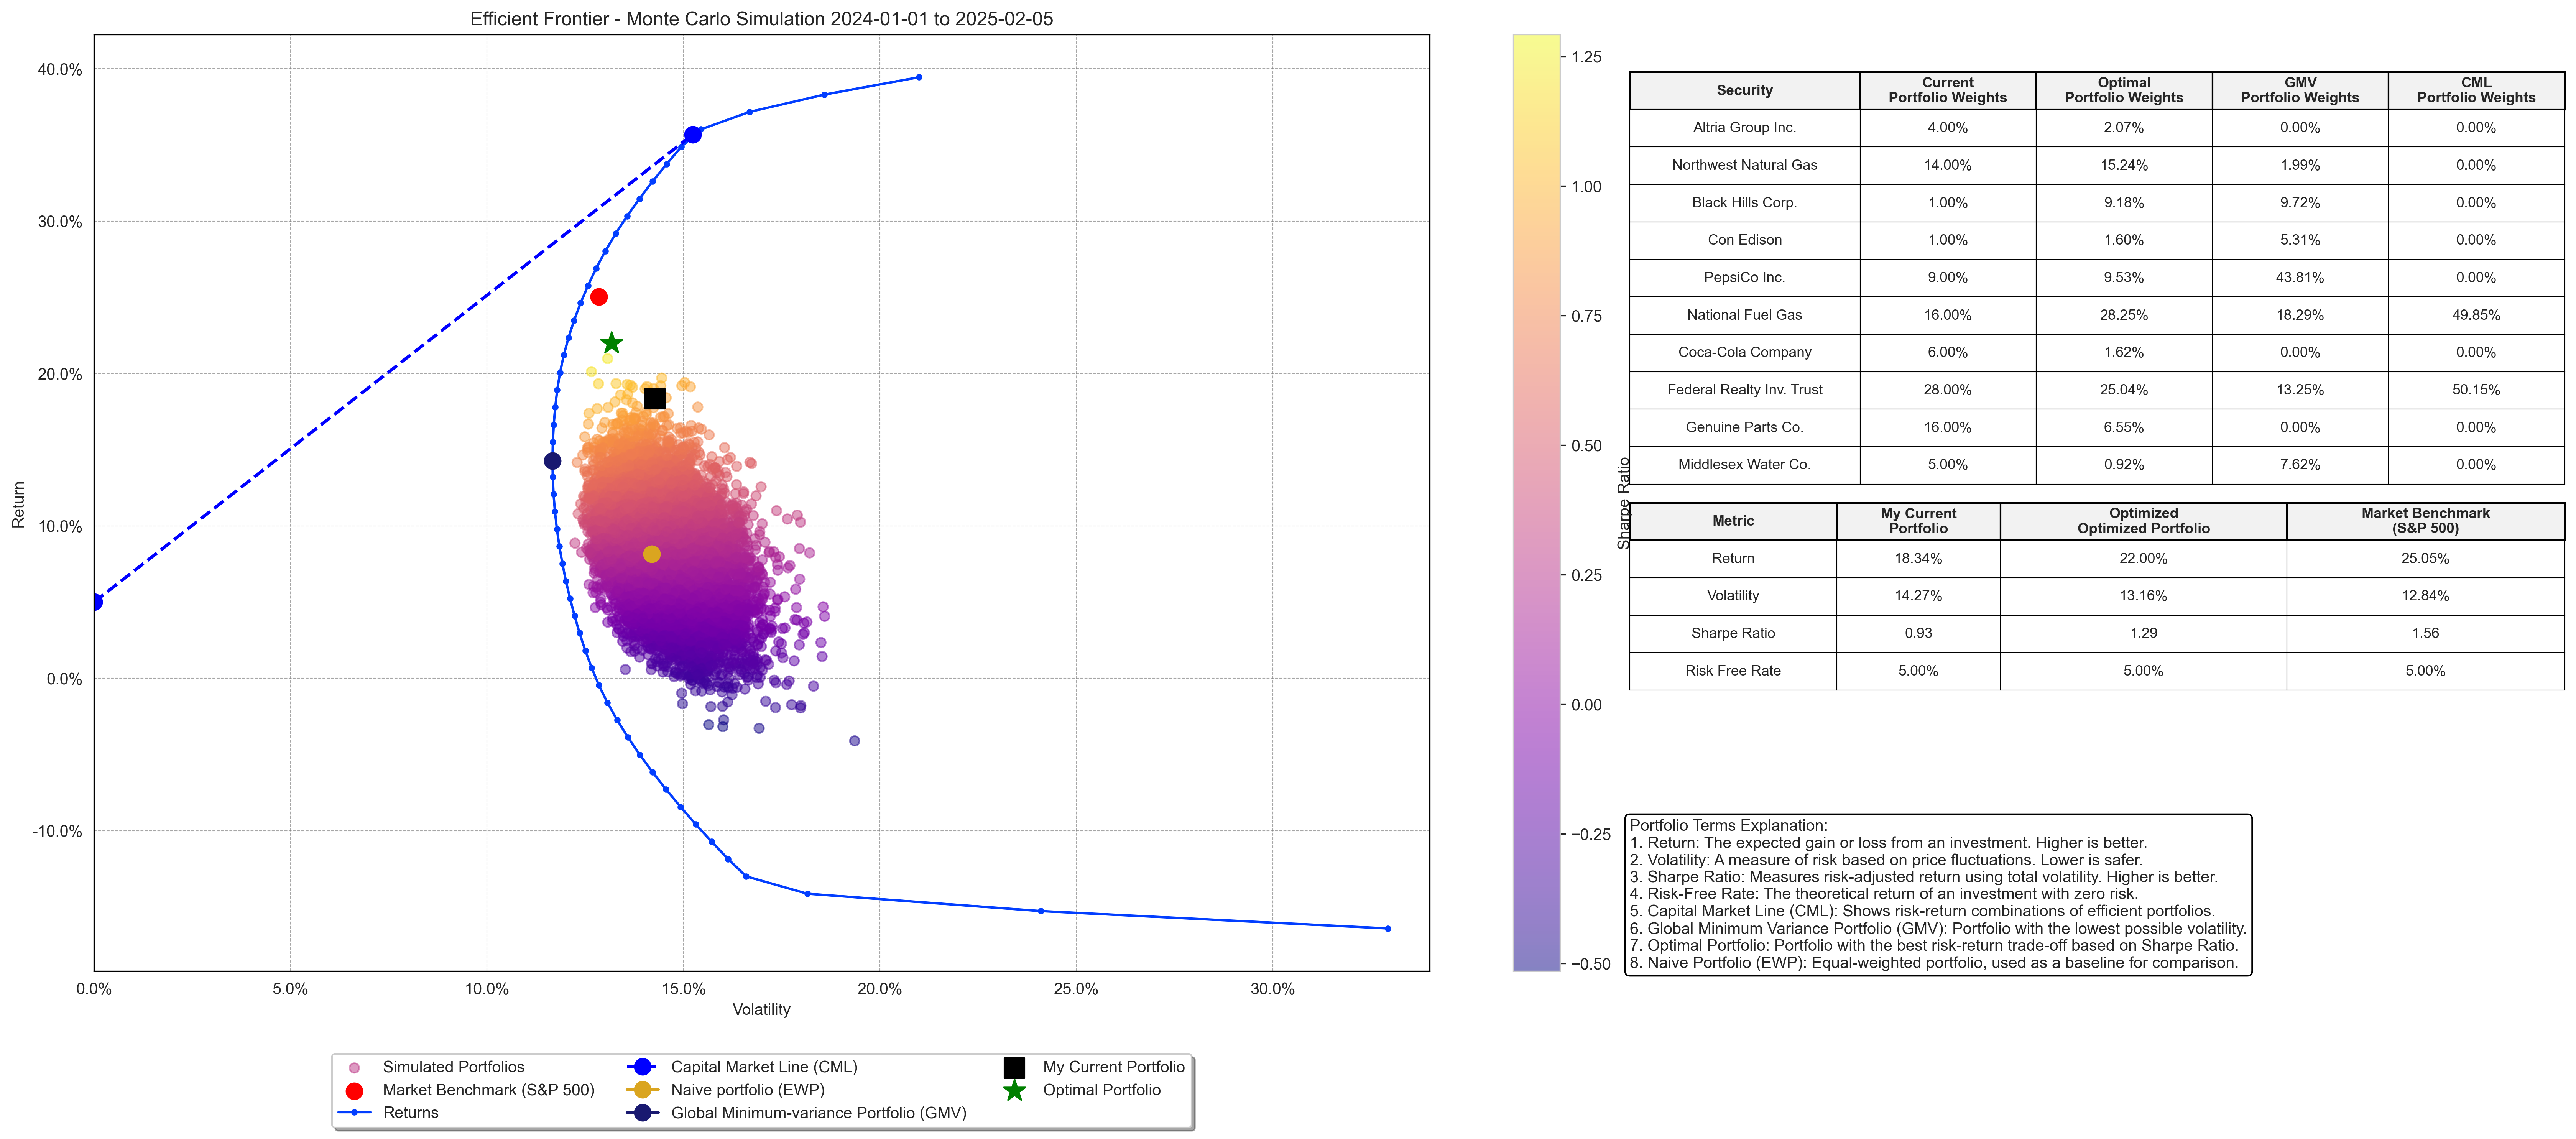 Efficient Frontier - Monte Carlo Simulation 2024-01-01 to 2025-02-05
Return
40.0%
30.0%
20.0%
10.0%
0.0%
-10.0%
0.0% 5.0% 10.0% 15.0% 20.0% 25.0% 30.0%
Volatility
Simulated Portfolios
Market Benchmark (S&P 500)
Returns
Capital Market Line (CML)
Naive portfolio (EWP)
Global Minimum-variance Portfolio (GMV)
My Current Portfolio
Optimal Portfolio
1.25
1.00
0.75
0.50
0.25
0.00
−0.25
−0.50
Sharpe Ratio
Security Current Portfolio Weights Optimal Portfolio Weights GMV Portfolio Weights CML Portfolio Weights
Altria Group Inc. 4.00% 2.07% 0.00% 0.00%
Northwest Natural Gas 14.00% 15.24% 1.99% 0.00%
Black Hills Corp. 1.00% 9.18% 9.72% 0.00%
Con Edison 1.00% 1.60% 5.31% 0.00%
PepsiCo Inc. 9.00% 9.53% 43.81% 0.00%
National Fuel Gas 16.00% 28.25% 18.29% 49.85%
Coca-Cola Company 6.00% 1.62% 0.00% 0.00%
Federal Realty Inv. Trust 28.00% 25.04% 13.25% 50.15%
Genuine Parts Co. 16.00% 6.55% 0.00% 0.00%
Middlesex Water Co. 5.00% 0.92% 7.62% 0.00%
Metric My Current Portfolio Optimized Optimized Portfolio Market Benchmark (S&P 500)
Return 18.34% 22.00% 25.05%
Volatility 14.27% 13.16% 12.84%
Sharpe Ratio 0.93 1.29 1.56
Risk Free Rate 5.00% 5.00% 5.00%
Portfolio Terms Explanation:
1. Return: The expected gain or loss from an investment. Higher is better.
2. Volatility: A measure of risk based on price fluctuations. Lower is safer.
3. Sharpe Ratio: Measures risk-adjusted return using total volatility. Higher is better.
4. Risk-Free Rate: The theoretical return of an investment with zero risk.
5. Capital Market Line (CML): Shows risk-return combinations of efficient portfolios.
6. Global Minimum Variance Portfolio (GMV): Portfolio with the lowest possible volatility.
7. Optimal Portfolio: Portfolio with the best risk-return trade-off based on Sharpe Ratio.
8. Naive Portfolio (EWP): Equal-weighted portfolio, used as a baseline for comparison.